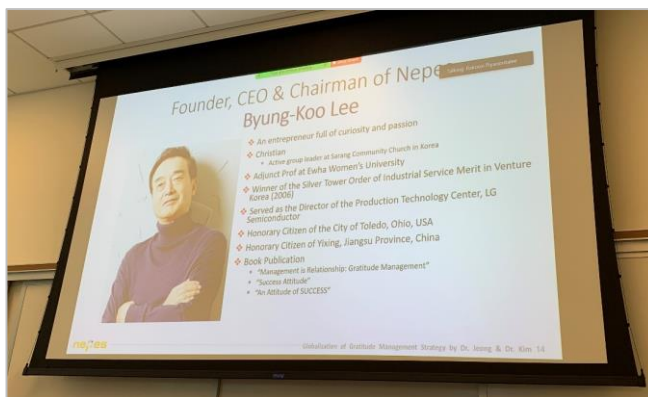 Founder, CEO & Chairman of Nepes
Byung-Koo Lee
❖ An entrepreneur full of curiosity and passion
❖ Christian
• Active group leader at Sarang Community Church in Korea
❖ Adjunct Prof at Ewha Women's University
❖ Winner of the Silver Tower Order of Industrial Service Merit in Venture
Korea (2006)
❖ Served as the Director of the Production Technology Center, LG
Semiconductor
❖ Honorary Citizen of the City of Toledo, Ohio, USA
❖ Honorary Citizen of Yixing, Jiangsu Province, China
❖ Book Publication
• "Management is Relationship: Gratitude Management"
• "Success Attitude"
• "An Attitude of SUCCESS"
nepes
Globalization of Gratitude Management Strategy by Dr. Jeong & Dr. Kim 14